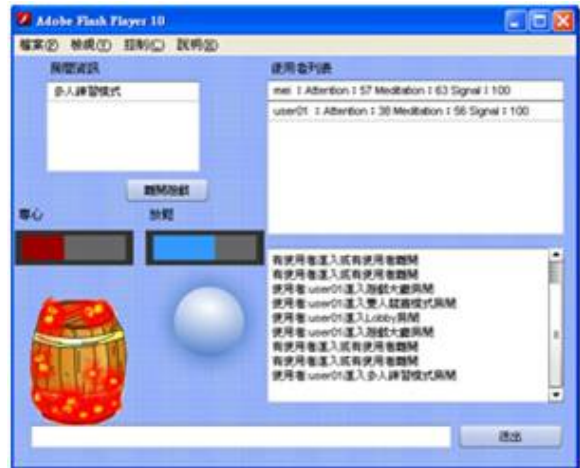 Adobe Flash Player 10
檔案(F) 檢視(V) 控制(C) 說明(H)
房間資訊
使用者列表
多人練習模式
mei : Attention : 57 Meditation : 63 Signal : 100
user01 : Attention : 38 Meditation : 56 Signal : 100
離開遊戲
專心
放鬆
有使用者進入或有使用者離開
有使用者進入或有使用者離開
使用者:user01進入遊戲大廳房間
使用者:user01進入雙人競賽模式房間
使用者:user01進入Lobby房間
使用者:user01進入遊戲大廳房間
有使用者進入或有使用者離開
有使用者進入或有使用者離開
使用者:user01進入多人練習模式房間
送出